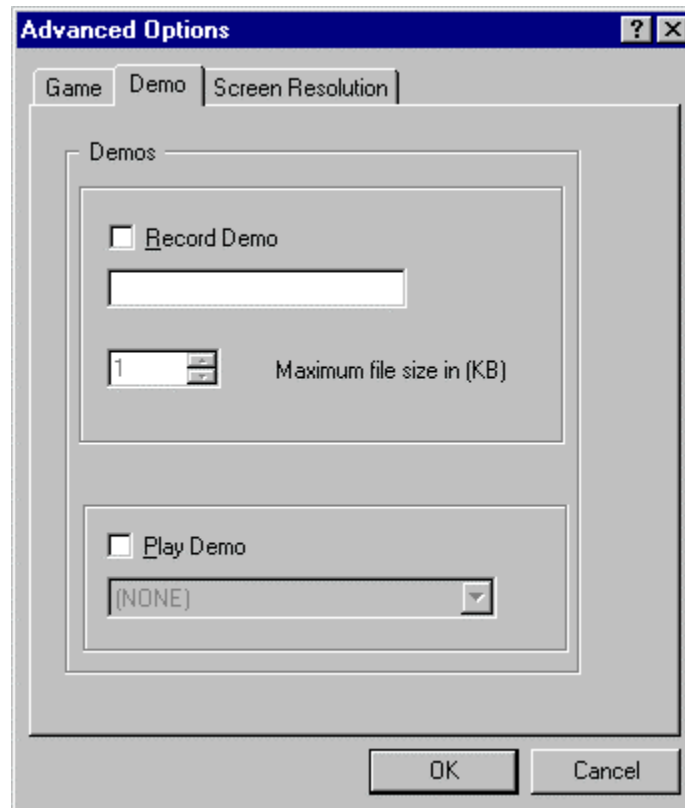 Advanced Options
Game Demo Screen Resolution
Demos
Record Demo
1 Maximum file size in (KB)
Play Demo
(NONE)
OK Cancel